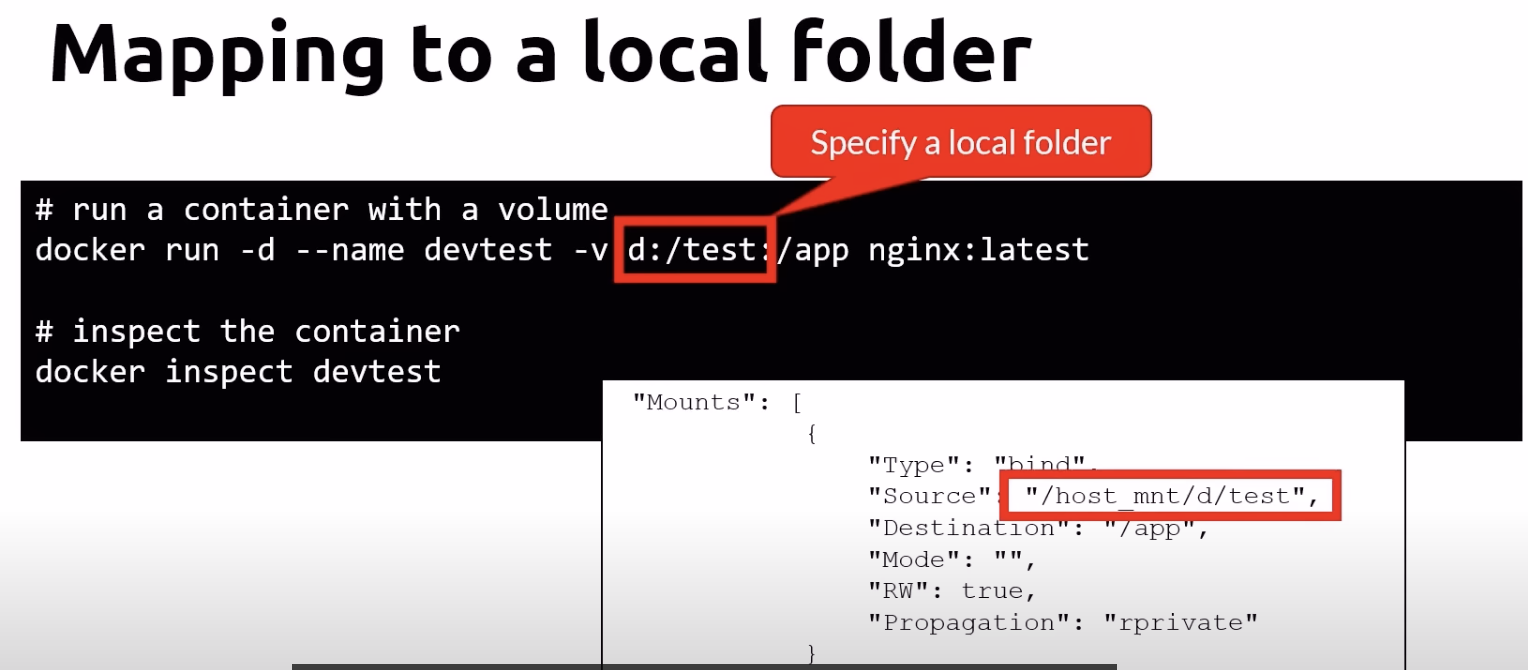 Mapping to a local folder
Specify a local folder
# run a container with a volume
docker run -d --name devtest -v d:/test:/app nginx:latest
# inspect the container
docker inspect devtest
"Mounts": [
{
"Type": "bind",
"Source": "/host_mnt/d/test",
"Destination": "/app",
"Mode": "",
"RW": true,
"Propagation": "rprivate"
}